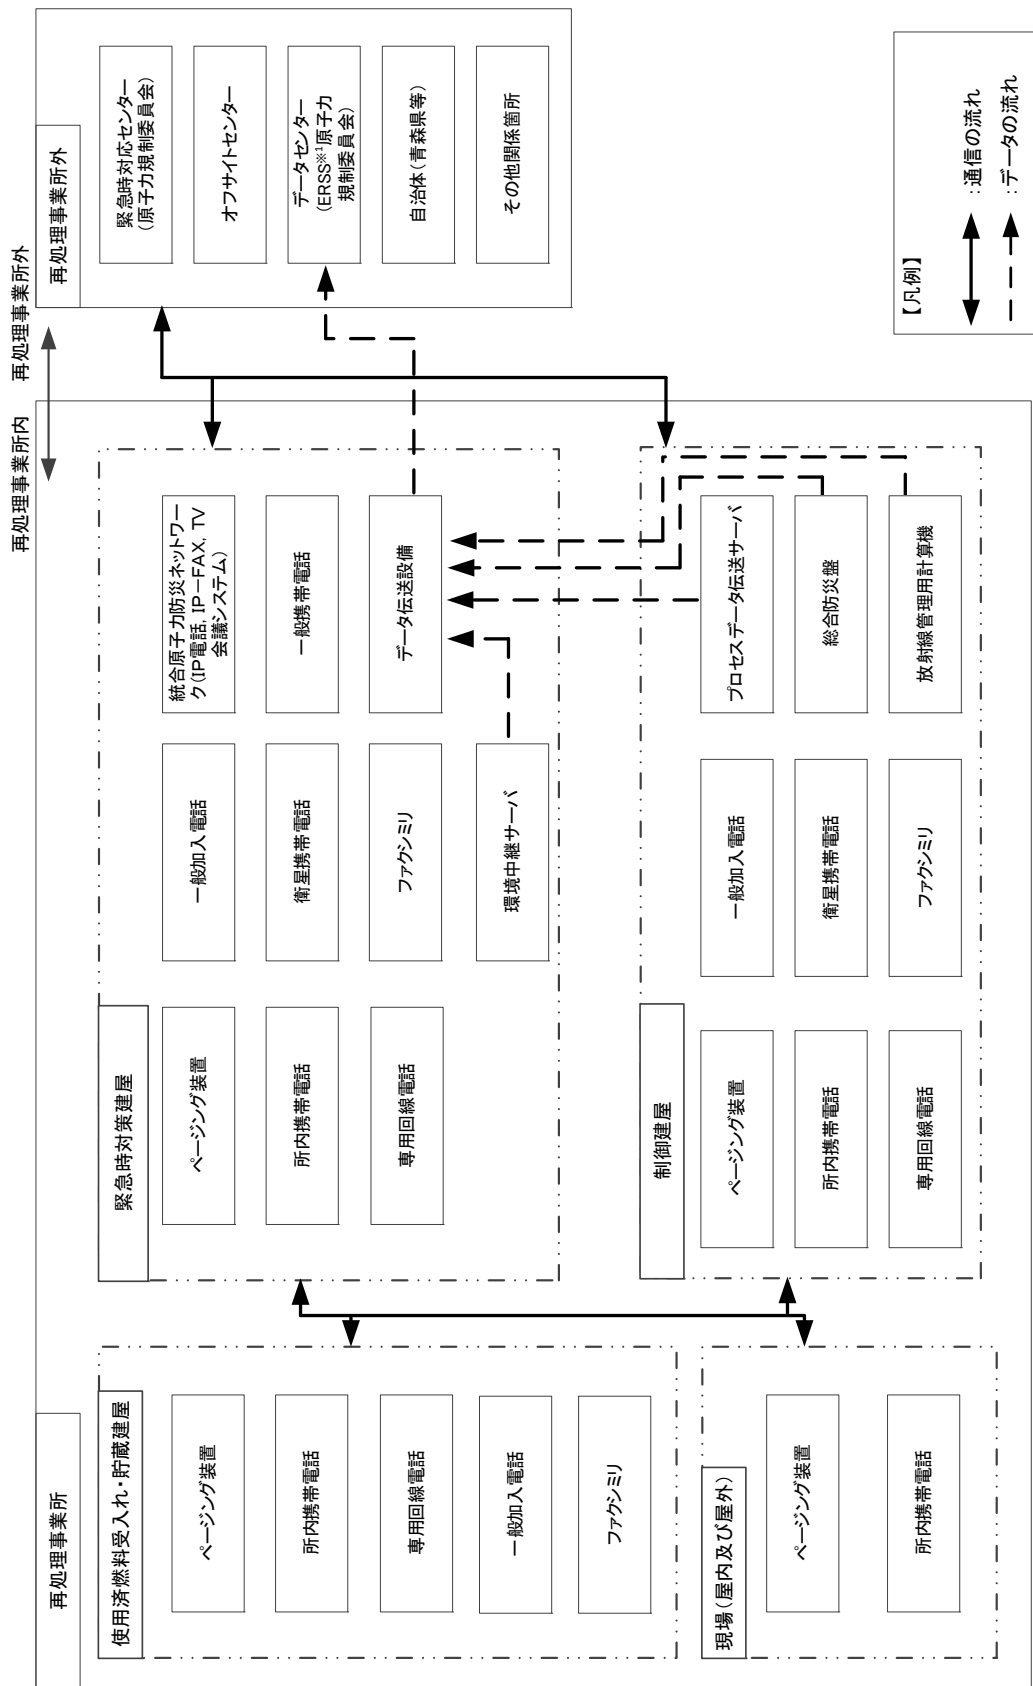 再処理事業所
再処理事業所内
再処理事業所外
使用済燃料受入れ・貯蔵建屋
ページング装置
所内携帯電話
専用回線電話
一般加入電話
ファクシミリ
現場(屋内及び屋外)
ページング装置
所内携帯電話
緊急時対策建屋
ページング装置
所内携帯電話
専用回線電話
一般加入電話
衛星携帯電話
ファクシミリ
環境中継サーバ
統合原子力防災ネットワー
ク(IP電話,IP-FAX,TV
会議システム)
一般携帯電話
データ伝送設備
制御建屋
ページング装置
所内携帯電話
専用回線電話
一般加入電話
衛星携帯電話
ファクシミリ
プロセスデータ伝送サーバ
総合防災盤
放射線管理用計算機
再処理事業所外
緊急時対応センター
(原子力規制委員会)
オフサイトセンター
データセンター
(ERSS※1原子力
規制委員会)
自治体(青森県等)
その他関係箇所
【凡例】
:通信の流れ
:データの流れ